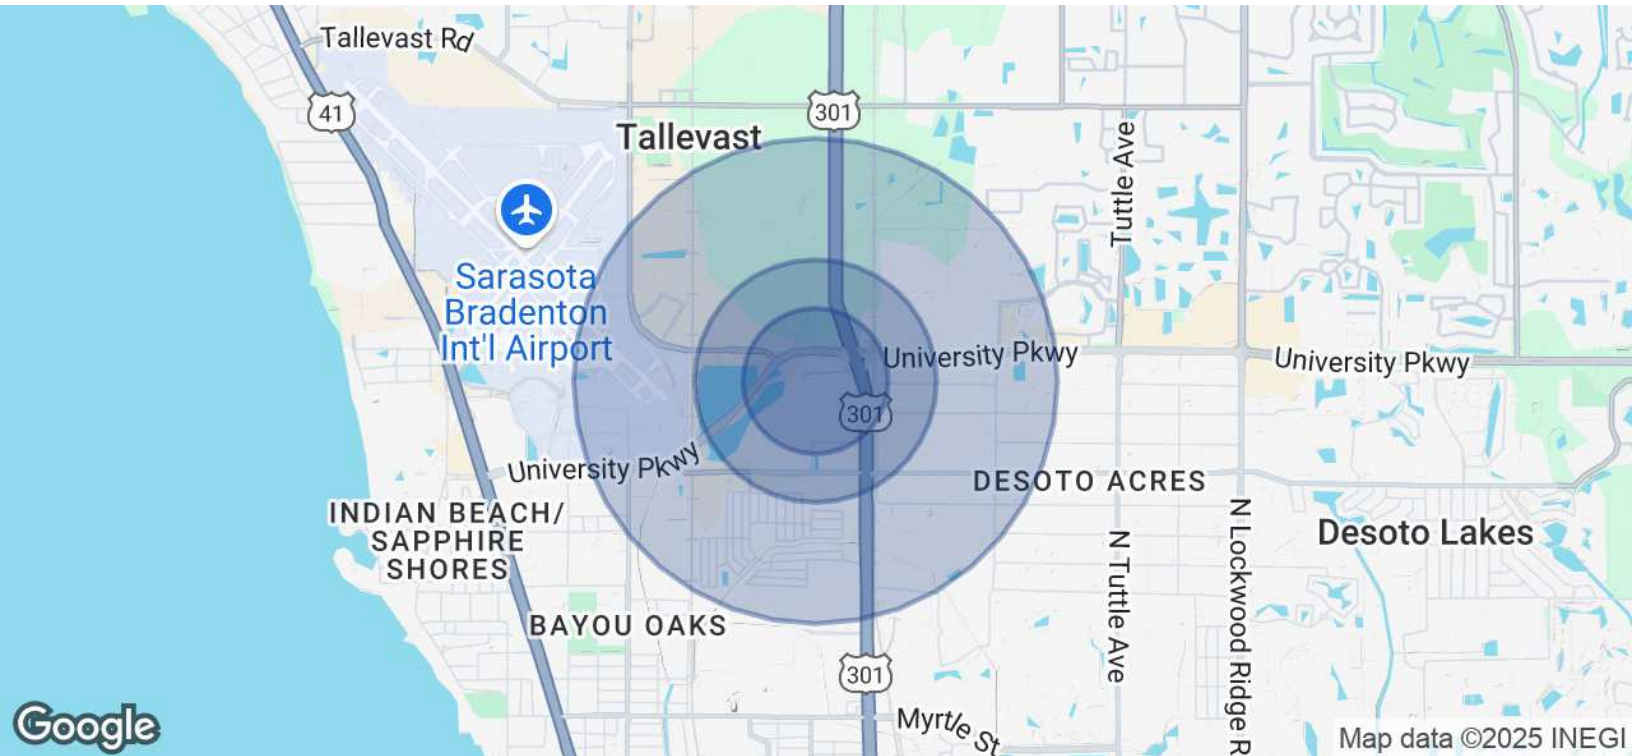 Tallevast Rd
41
301
Tallevast
Tuttle Ave
Sarasota
Bradenton
Int'l Airport
University Pkwy
University Pkwy
301
University Pkwy
DESOTO ACRES
INDIAN BEACH/
SAPPHIRE
SHORES
N Tuttle Ave
N Lockwood Ridge R
Desoto Lakes
BAYOU OAKS
301
Myrtle St
Google
Map data ©2025 INEGI